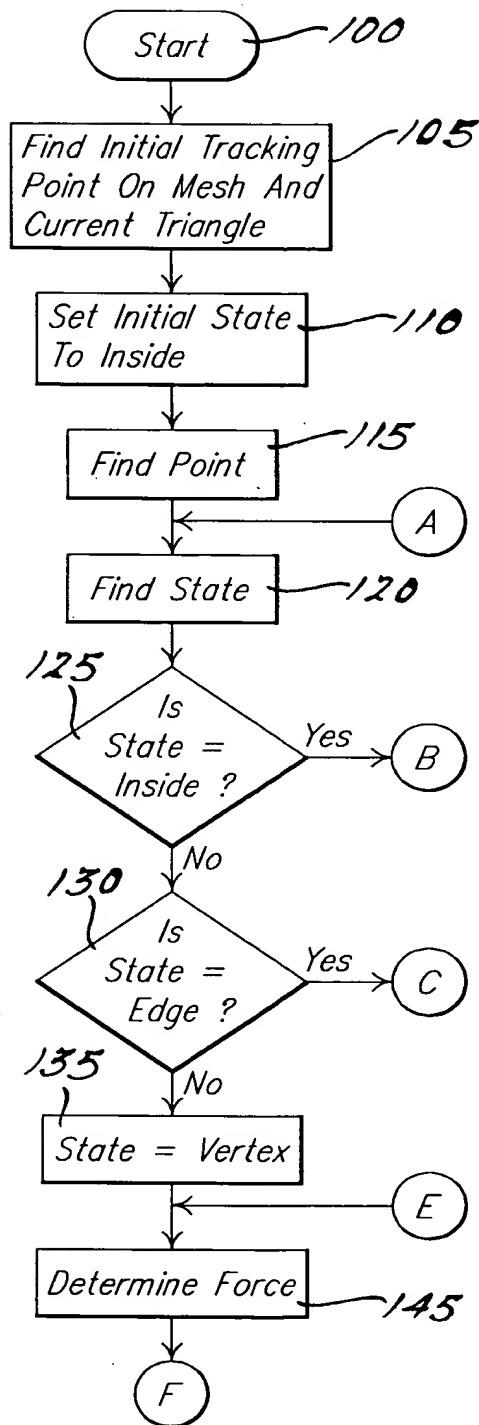 Start
100
Find Initial Tracking
Point On Mesh And
Current Triangle
105
Set Initial State
To Inside
110
Find Point
115
A
Find State
120
125
Is
State =
Inside ?
Yes
B
No
130
Is
State =
Edge ?
Yes
C
No
135
State = Vertex
E
Determine Force
145
F